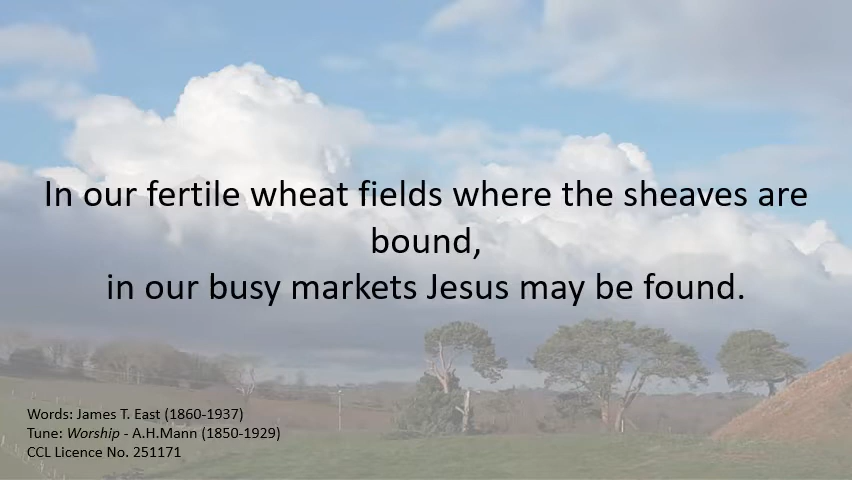 In our fertile wheat fields where the sheaves are
bound,
in our busy markets Jesus may be found.
Words: James T. East (1860-1937)
Tune: Worship - A.H.Mann (1850-1929)
CCL Licence No. 251171